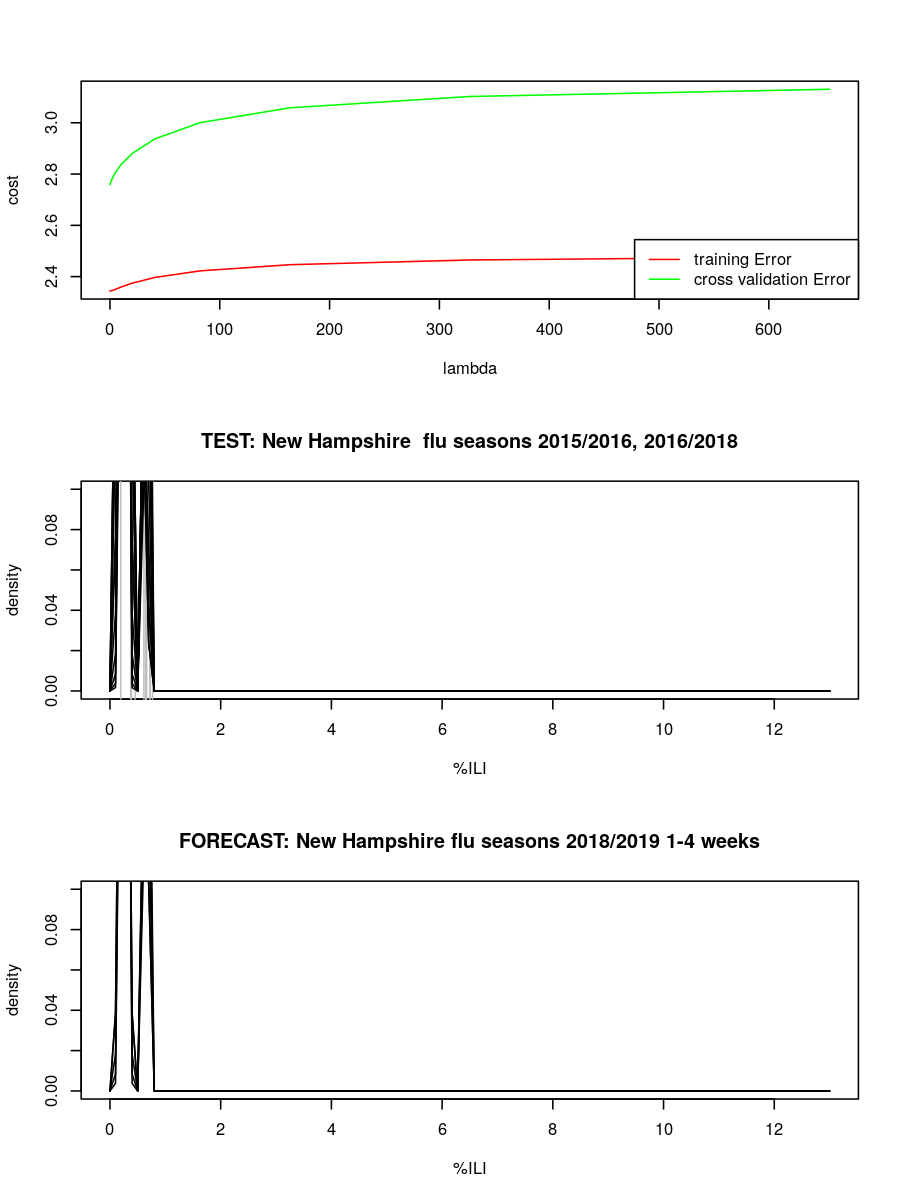 cost
2.4 2.6 2.8 3.0
training Error
cross validation Error
0 100 200 300 400 500 600
lambda
TEST: New Hampshire  flu seasons 2015/2016, 2016/2018
density
0.00 0.04 0.08
0 2 4 6 8 10 12
%ILI
FORECAST: New Hampshire flu seasons 2018/2019 1-4 weeks
density
0.00 0.04 0.08
0 2 4 6 8 10 12
%ILI